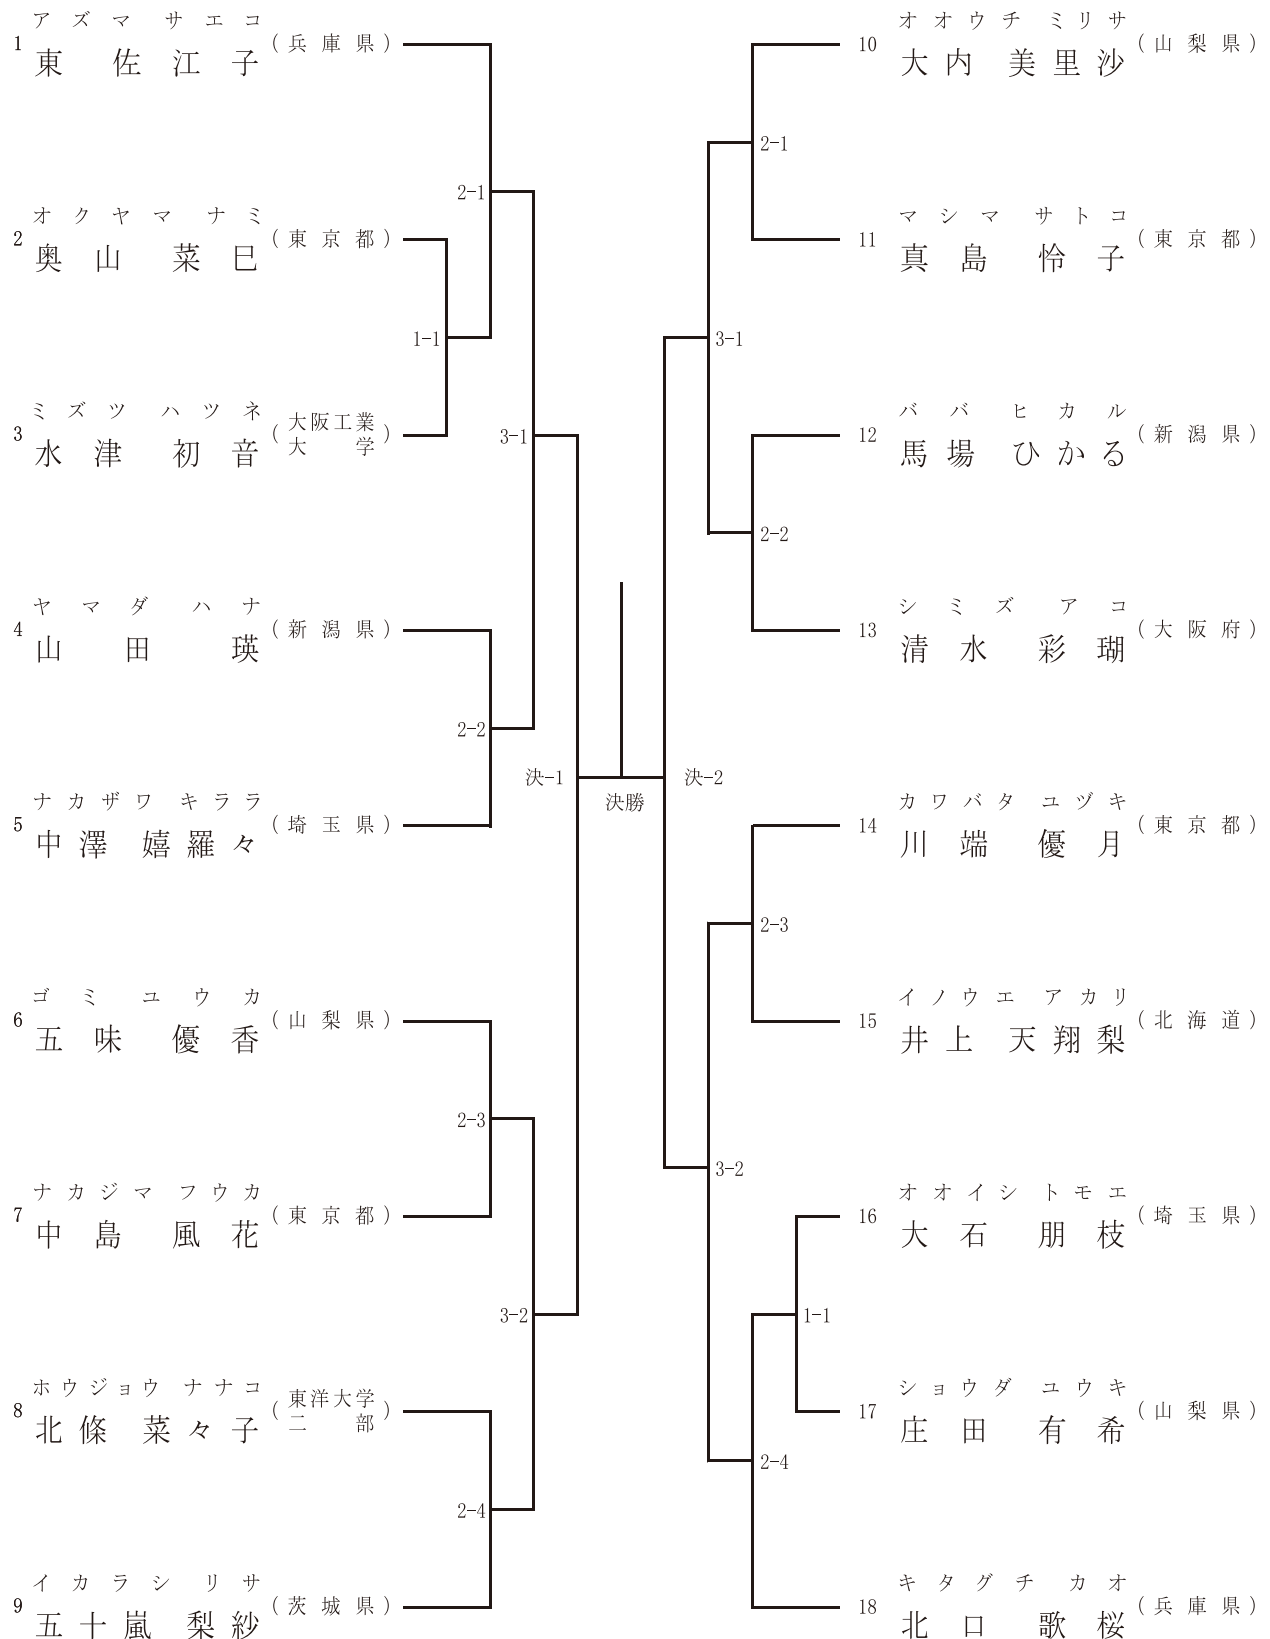 アズマ サエコ
1 東 佐江子 (兵庫県)
2-1
オクヤマ ナミ
2 奥山 菜巳 (東京都)
1-1
ミズツ ハツネ
3 水津 初音 (大阪工業大学)
3-1
ヤマダ ハナ
4 山田 瑛 (新潟県)
2-2
ナカザワ キララ
5 中澤 嬉羅々 (埼玉県)
ゴミ ユウカ
6 五味 優香 (山梨県)
2-3
ナカジマ フウカ
7 中島 風花 (東京都)
3-2
ホウジョウ ナナコ
8 北條 菜々子 (東洋大学二部)
2-4
イカラシ リサ
9 五十嵐 梨紗 (茨城県)
決-1
決勝
決-2
オオウチ ミリサ
10 大内 美里沙 (山梨県)
2-1
マシマ サトコ
11 真島 怜子 (東京都)
3-1
ババ ヒカル
12 馬場 ひかる (新潟県)
2-2
シミズ アコ
13 清水 彩瑚 (大阪府)
カワバタ ユヅキ
14 川端 優月 (東京都)
2-3
イノウエ アカリ
15 井上 天翔梨 (北海道)
3-2
オオイシ トモエ
16 大石 朋枝 (埼玉県)
1-1
ショウダ ユウキ
17 庄田 有希 (山梨県)
2-4
キタグチ カオ
18 北口 歌桜 (兵庫県)